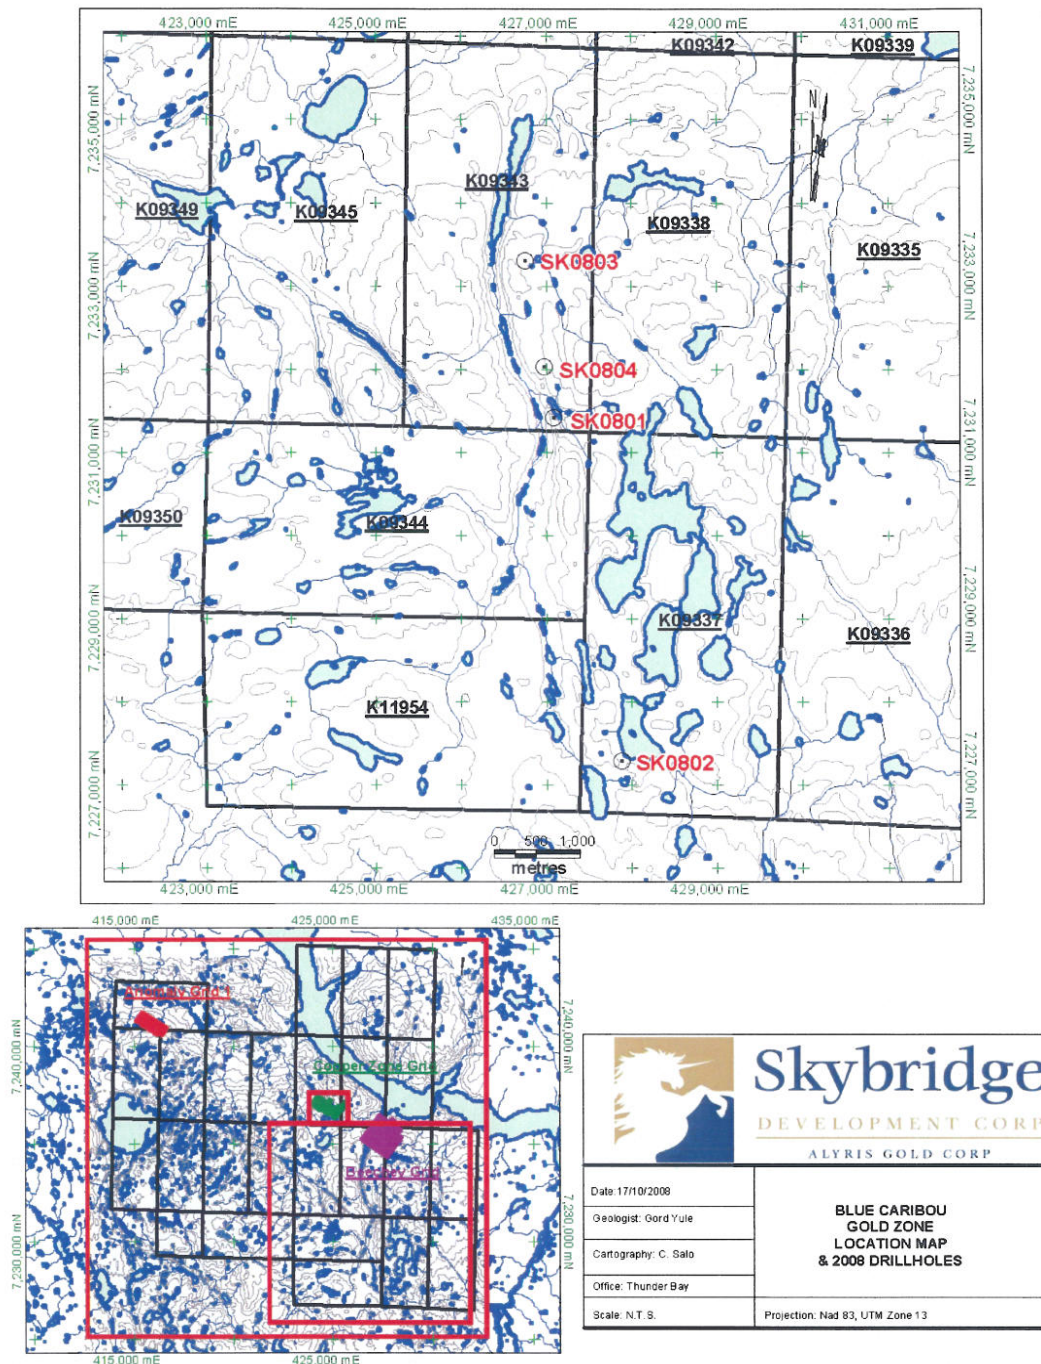 423,000 mE 425,000 mE 427,000 mE 429,000 mE 431,000 mE
K09342 K09339
7,235,000 mN
7,235,000 mN
N
K09343
K09349 K09345 K09338
K09335
SK0803
7,233,000 mN
7,233,000 mN
SK0804
SK0801
7,231,000 mN
7,231,000 mN
K09350 K09344
7,229,000 mN
7,229,000 mN
K09337
K09336
K11954
SK0802
7,227,000 mN
7,227,000 mN
0 500 1,000
metres
423,000 mE 425,000 mE 427,000 mE 429,000 mE
415,000 mE 425,000 mE 435,000 mE
Anomaly Grid 1
7,240,000 mN
7,240,000 mN
Copper Zone Grid
Beechey Grid
7,230,000 mN
7,230,000 mN
415,000 mE 425,000 mE
Skybridge
DEVELOPMENT CORP
ALYRIS GOLD CORP
Date:17/10/2008
Geologist: Gord Yule
Cartography: C. Salo
Office: Thunder Bay
Scale: N.T.S.
BLUE CARIBOU
GOLD ZONE
LOCATION MAP
& 2008 DRILLHOLES
Projection: Nad 83, UTM Zone 13